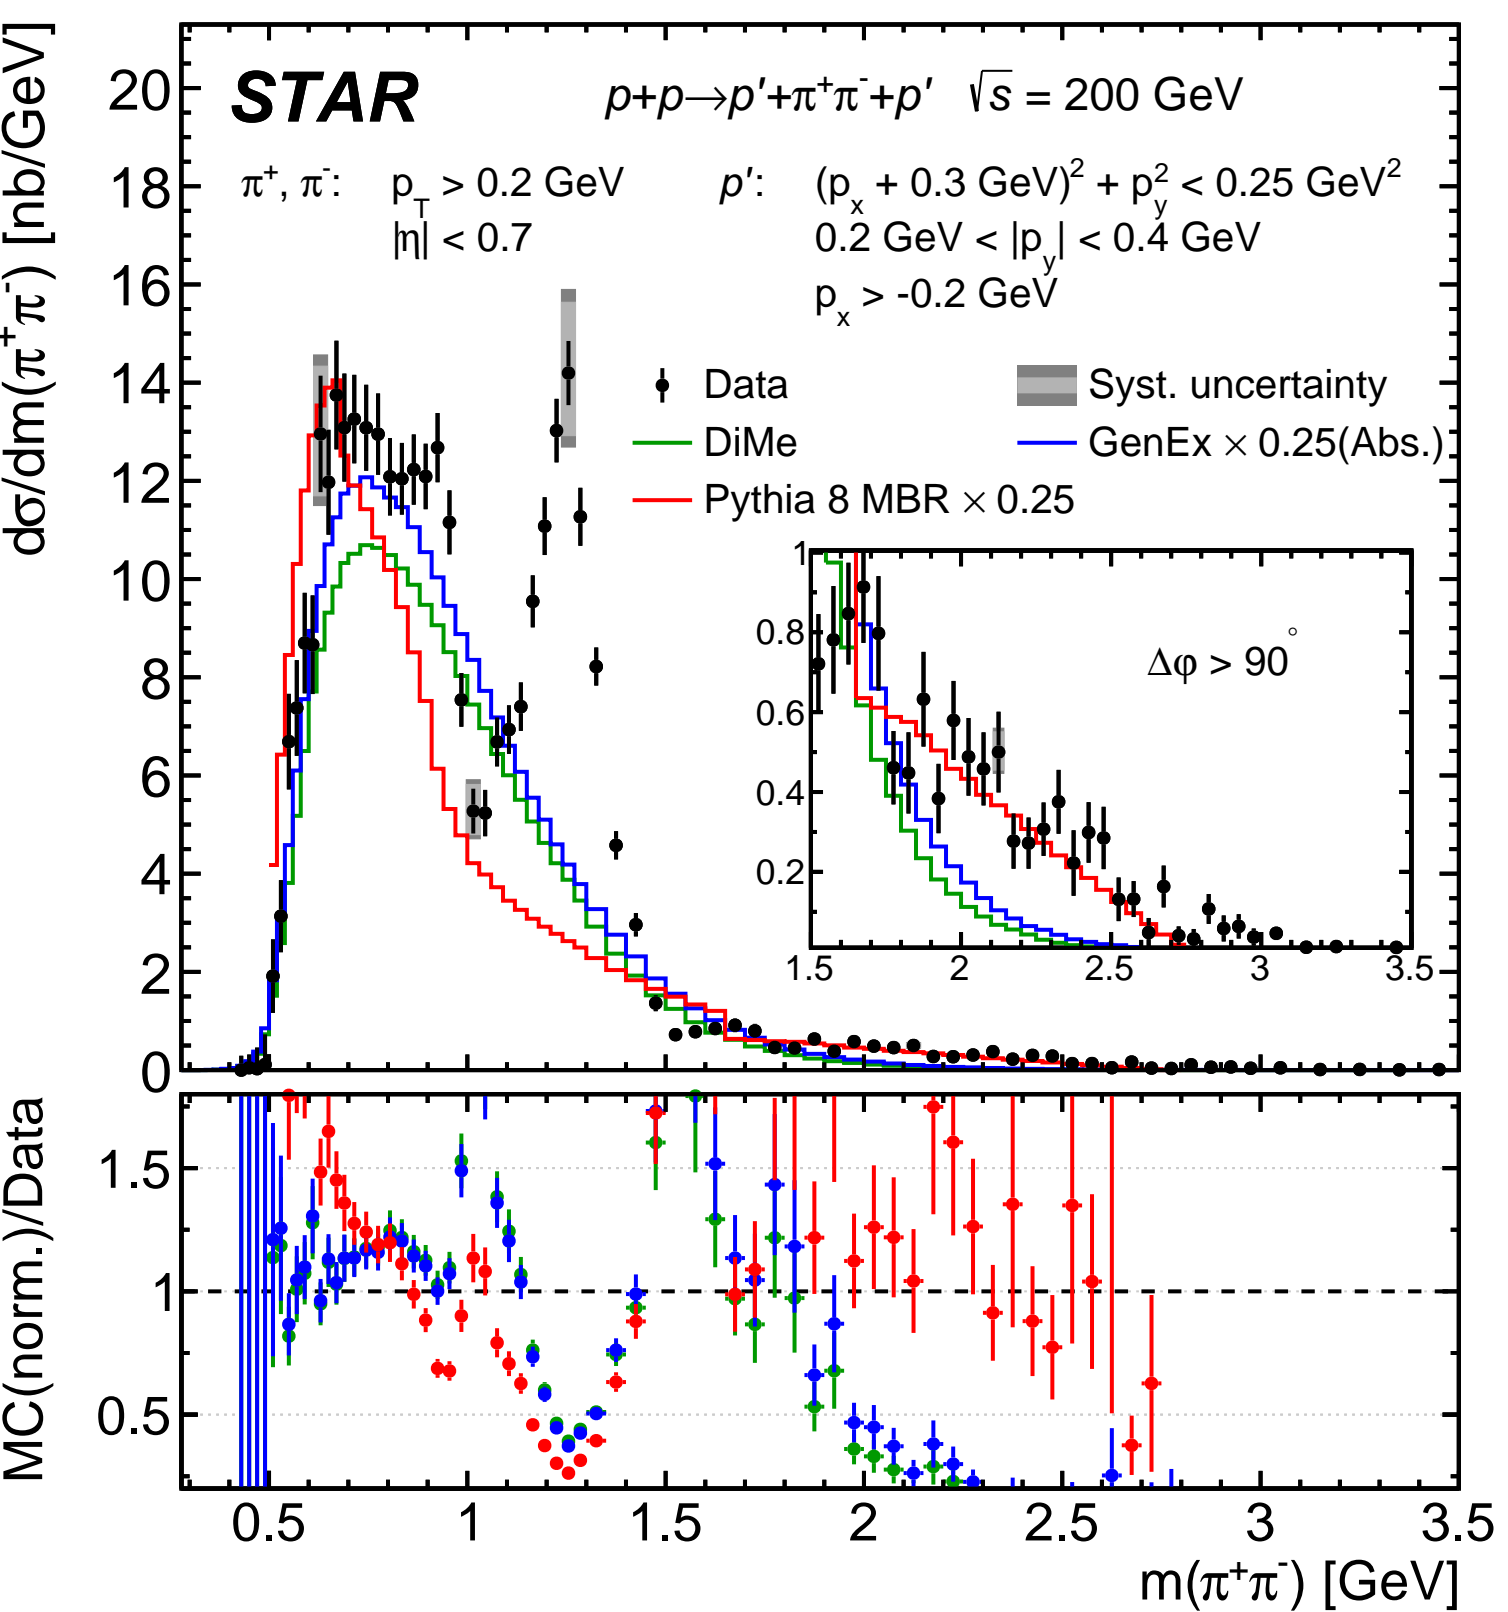 dσ/dm(π⁺π⁻) [nb/GeV]
20
18
16
14
12
10
8
6
4
2
0
STAR
p+p→p′+π⁺π⁻+p′ √s = 200 GeV
π⁺, π⁻: p_T > 0.2 GeV
|η| < 0.7
p′: (p_x + 0.3 GeV)² + p_y² < 0.25 GeV²
0.2 GeV < |p_y| < 0.4 GeV
p_x > -0.2 GeV
Data
Syst. uncertainty
DiMe
GenEx × 0.25(Abs.)
Pythia 8 MBR × 0.25
1
0.8
0.6
0.4
0.2
Δφ > 90°
1.5 2 2.5 3 3.5
MC(norm.)/Data
1.5
1
0.5
0.5 1 1.5 2 2.5 3 3.5
m(π⁺π⁻) [GeV]